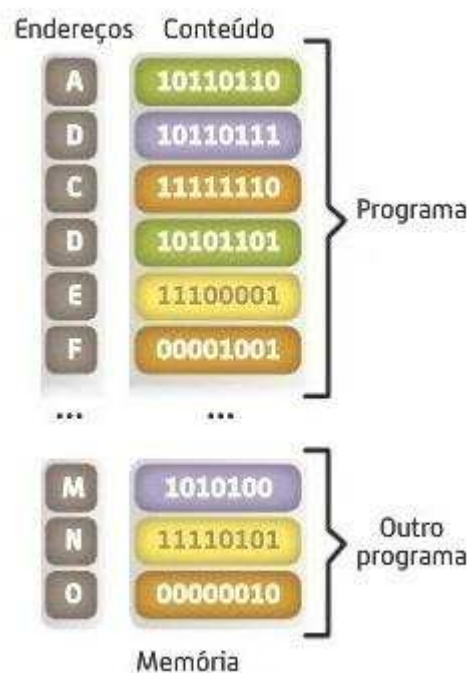 Endereços Conteúdo
A 10110110
D 10110111
C 11111110
D 10101101
E 11100001
F 00001001
Programa
... ...
M 1010100
N 11110101
O 00000010
Outro
programa
Memória